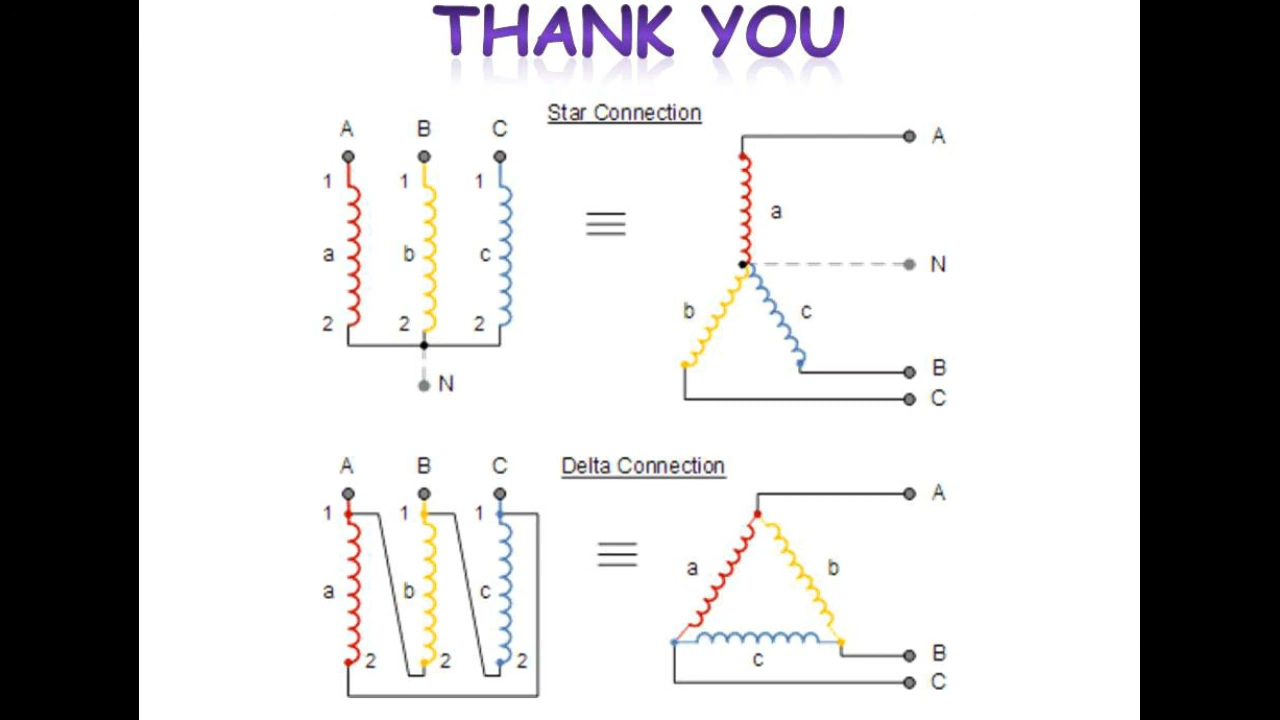 THANK YOU
Star Connection
A B C
1 1 1
a b c
2 2 2
N
A
a
N
b c
B
C
Delta Connection
A B C
1 1 1
a b c
2 2 2
A
a b
c
B
C